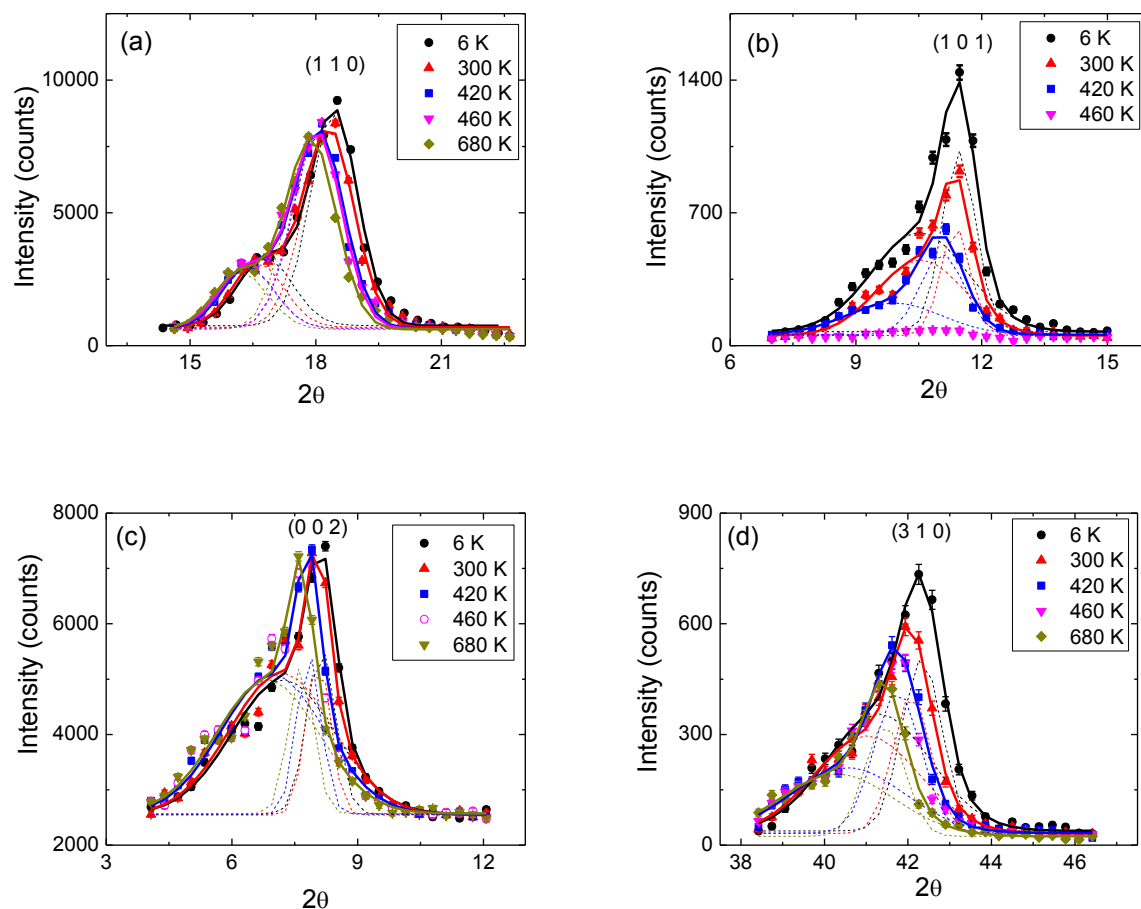 (a)
(1 1 0)
6 K
300 K
420 K
460 K
680 K
Intensity (counts)
10000
5000
0
15
18
21
2θ
(b)
(1 0 1)
6 K
300 K
420 K
460 K
Intensity (counts)
1400
700
0
6
9
12
15
2θ
(c)
(0 0 2)
6 K
300 K
420 K
460 K
680 K
Intensity (counts)
8000
6000
4000
2000
3
6
9
12
2θ
(d)
(3 1 0)
6 K
300 K
420 K
460 K
680 K
Intensity (counts)
900
600
300
0
38
40
42
44
46
2θ